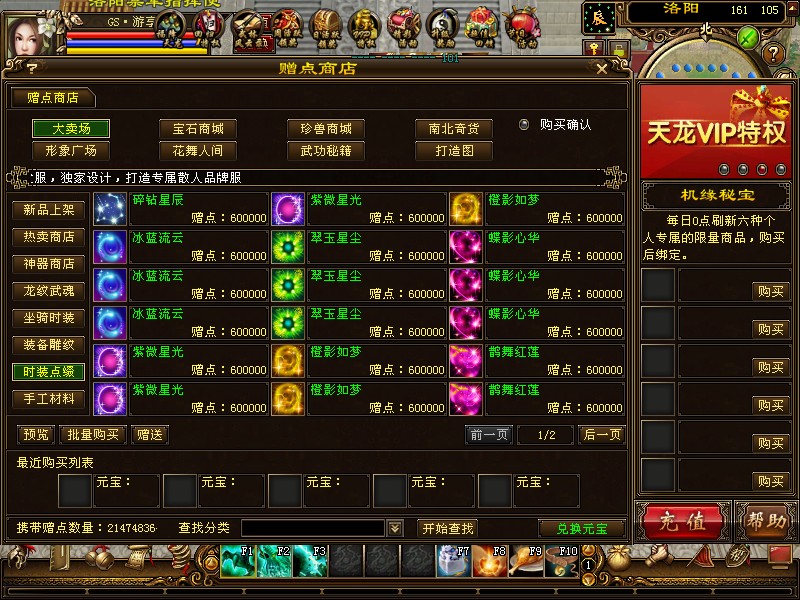 GS·游亨
洛阳 161 105
北
101
赠点商店
赠点商店
大卖场 宝石商城 珍兽商城 南北奇货 购买确认
形象广场 花舞人间 武功秘籍 打造图
服，独家设计，打造专属散人品牌服
新品上架
热卖商店
神器商店
龙纹武魂
坐骑时装
装备雕纹
时装点缀
手工材料
碎钻星辰 赠点：600000
紫微星光 赠点：600000
橙影如梦 赠点：600000
冰蓝流云 赠点：600000
翠玉星尘 赠点：600000
蝶影心华 赠点：600000
冰蓝流云 赠点：600000
翠玉星尘 赠点：600000
蝶影心华 赠点：600000
冰蓝流云 赠点：600000
翠玉星尘 赠点：600000
蝶影心华 赠点：600000
紫微星光 赠点：600000
橙影如梦 赠点：600000
鹊舞红莲 赠点：600000
紫微星光 赠点：600000
橙影如梦 赠点：600000
鹊舞红莲 赠点：600000
预览 批量购买 赠送 前一页 1/2 后一页
最近购买列表
元宝： 元宝： 元宝： 元宝： 元宝：
携带赠点数量：21474836 查找分类 开始查找 兑换元宝
天龙VIP特权
机缘秘宝
每日0点刷新六种个
人专属的限量商品，购买
后绑定。
购买
购买
购买
购买
购买
购买
充值 帮助
F1 F2 F3 F7 F8 F9 F10 1